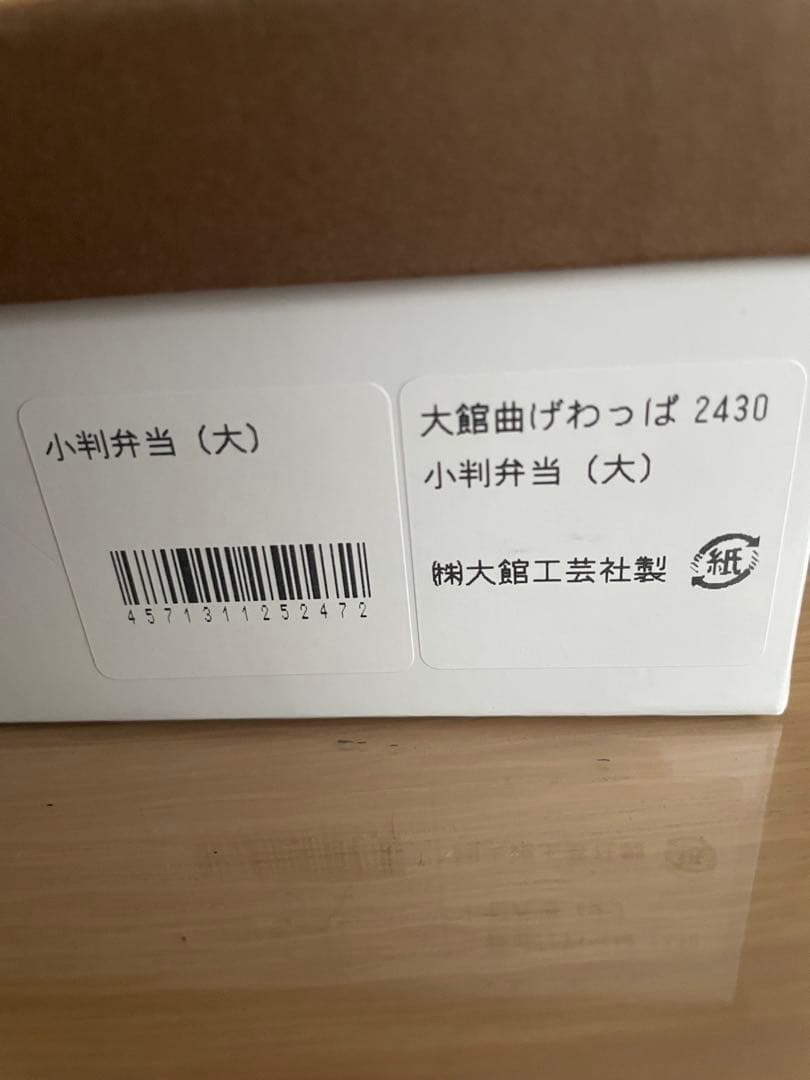 小判弁当（大）
4571311252472
大館曲げわっぱ 2430
小判弁当（大）
㈱大館工芸社製
紙